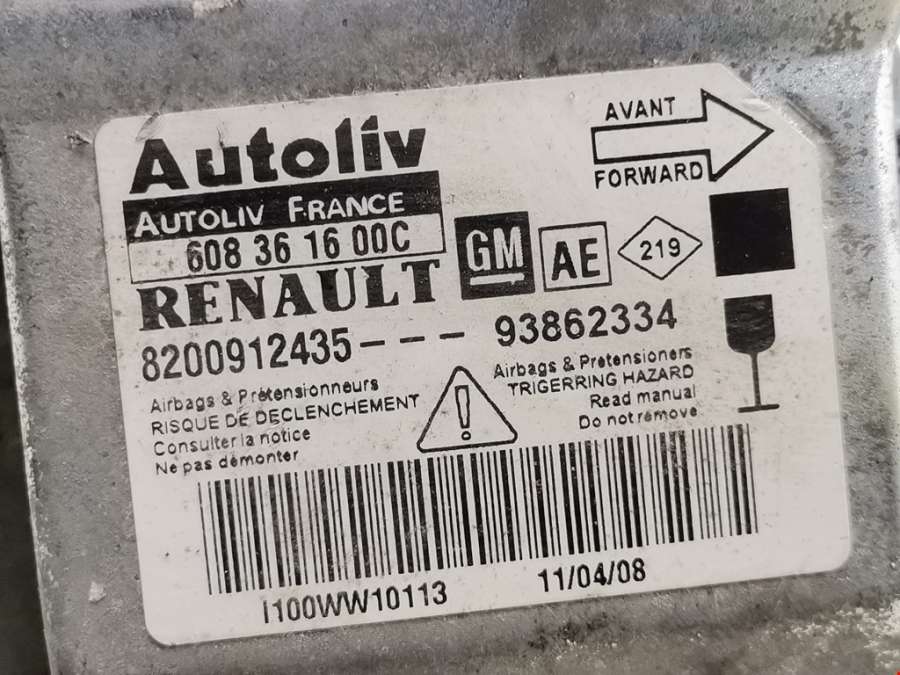 Autoliv
AUTOLIV FRANCE
608 36 16 00C
RENAULT
GM
AE
219
AVANT
FORWARD
8200912435--- 93862334
Airbags & Prétensionneurs
RISQUE DE DECLENCHEMENT
Consulter la notice
Ne pas démonter
!
Airbags & Pretensioners
TRIGERRING HAZARD
Read manual
Do not remove
I100WW10113 11/04/08